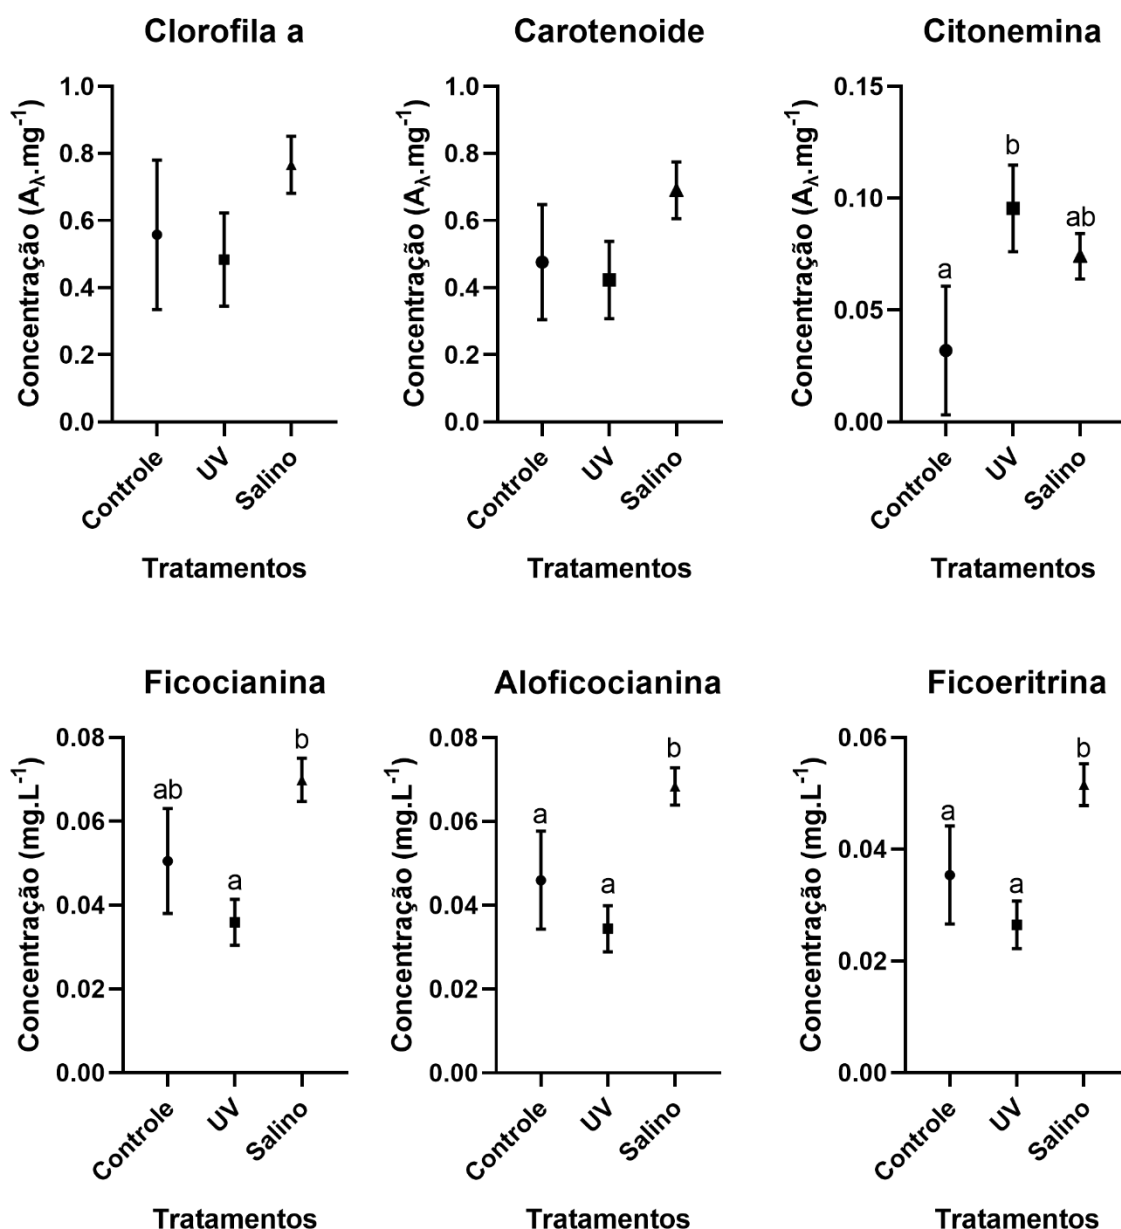 Clorofila a
Concentração (Aλ.mg⁻¹)
1.0
0.8
0.6
0.4
0.2
0.0
Controle
UV
Salino
Tratamentos
Carotenoide
Concentração (Aλ.mg⁻¹)
1.0
0.8
0.6
0.4
0.2
0.0
Controle
UV
Salino
Tratamentos
Citonemina
Concentração (Aλ.mg⁻¹)
0.15
0.10
0.05
0.00
a
b
ab
Controle
UV
Salino
Tratamentos
Ficocianina
Concentração (mg.L⁻¹)
0.08
0.06
0.04
0.02
0.00
ab
a
b
Controle
UV
Salino
Tratamentos
Aloficocianina
Concentração (mg.L⁻¹)
0.08
0.06
0.04
0.02
0.00
a
a
b
Controle
UV
Salino
Tratamentos
Ficoeritrina
Concentração (mg.L⁻¹)
0.06
0.04
0.02
0.00
a
a
b
Controle
UV
Salino
Tratamentos